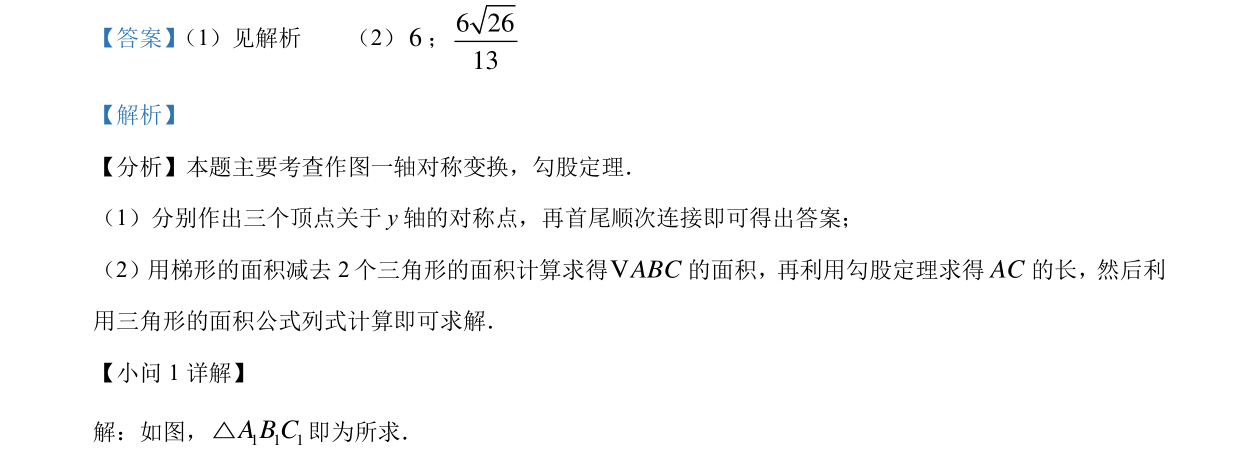 【答案】（1）见解析 （2）6；$\frac{6\sqrt{26}}{13}$
【解析】
【分析】本题主要考查作图一轴对称变换，勾股定理．
（1）分别作出三个顶点关于 y 轴的对称点，再首尾顺次连接即可得出答案；
（2）用梯形的面积减去 2 个三角形的面积计算求得VABC 的面积，再利用勾股定理求得 AC 的长，然后利
用三角形的面积公式列式计算即可求解．
【小问 1 详解】
解：如图，△A₁B₁C₁ 即为所求．